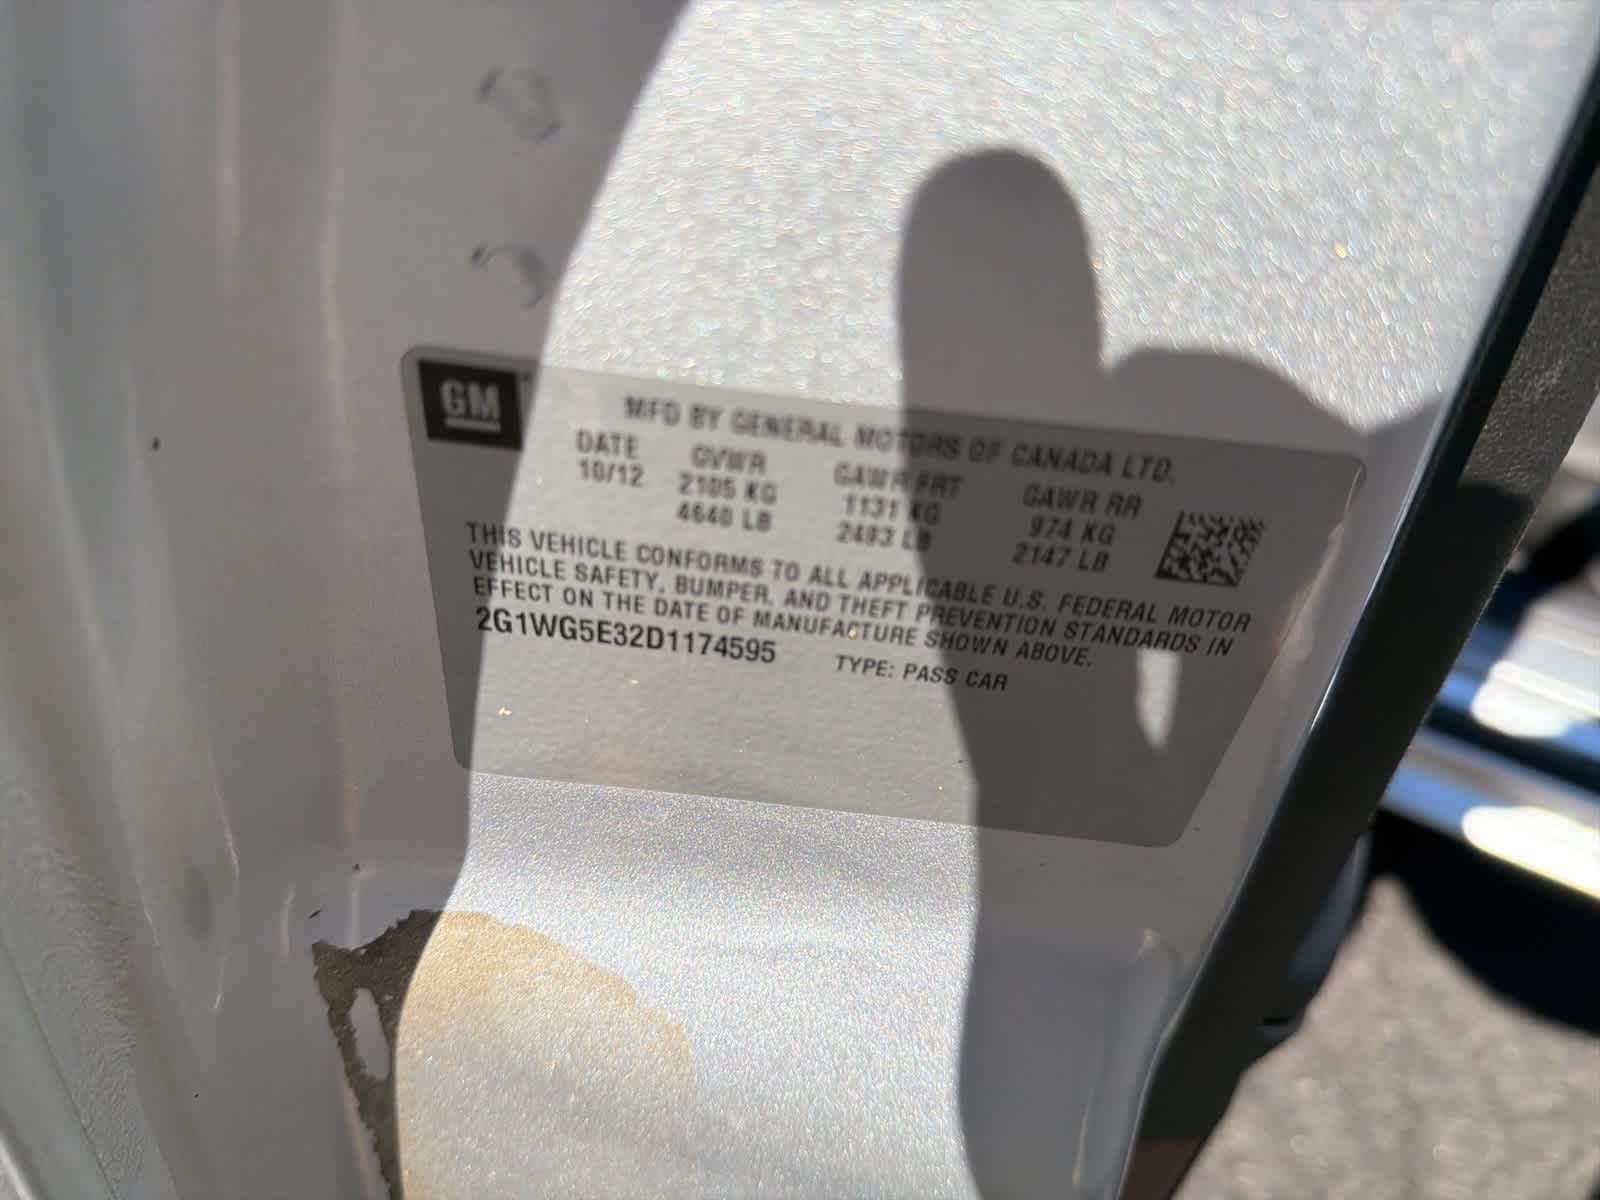 GM
MFD BY GENERAL MOTORS OF CANADA LTD.
DATE GVWR GAWR FRT GAWR RR
10/12 2105 KG 1131 KG 974 KG
4640 LB 2493 LB 2147 LB
THIS VEHICLE CONFORMS TO ALL APPLICABLE U.S. FEDERAL MOTOR
VEHICLE SAFETY, BUMPER, AND THEFT PREVENTION STANDARDS IN
EFFECT ON THE DATE OF MANUFACTURE SHOWN ABOVE.
2G1WG5E32D1174595 TYPE: PASS CAR